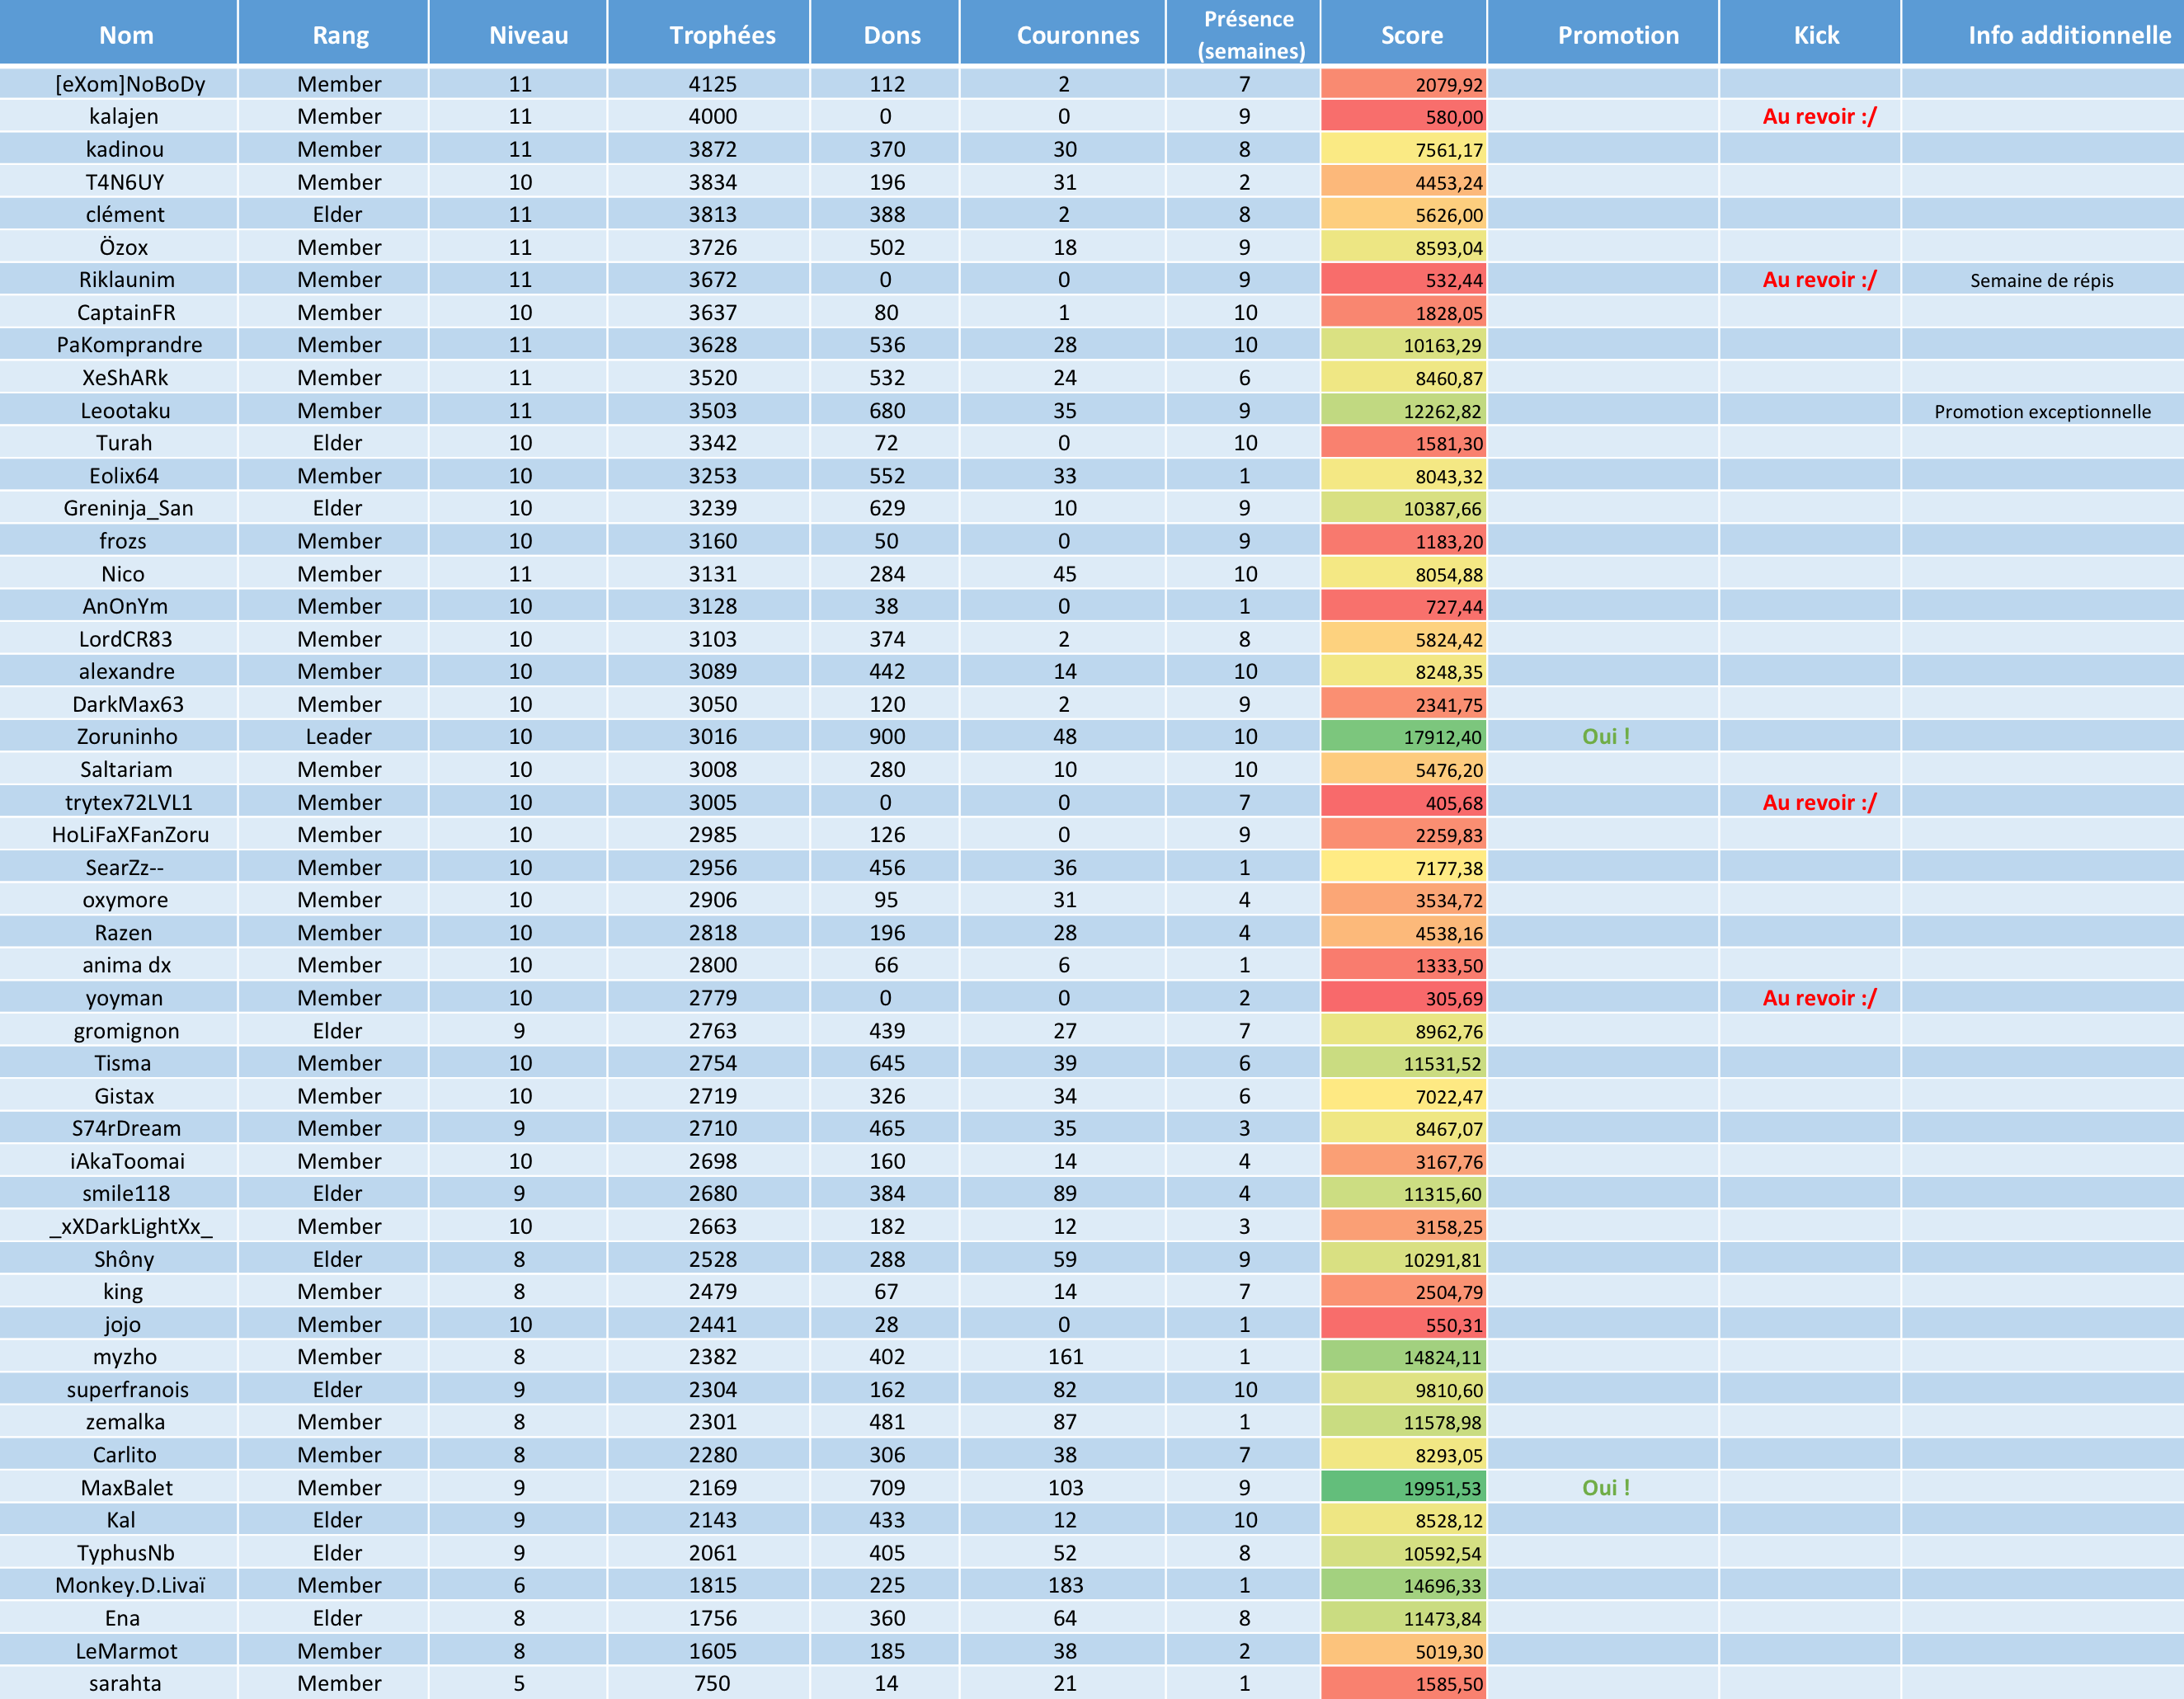 Nom Rang Niveau Trophées Dons Couronnes Présence (semaines) Score Promotion Kick Info additionnelle
[eXom]NoBoDy Member 11 4125 112 2 7 2079,92
kalajen Member 11 4000 0 0 9 580,00 Au revoir :/
kadinou Member 11 3872 370 30 8 7561,17
T4N6UY Member 10 3834 196 31 2 4453,24
clément Elder 11 3813 388 2 8 5626,00
Özox Member 11 3726 502 18 9 8593,04
Riklaunim Member 11 3672 0 0 9 532,44 Au revoir :/ Semaine de répis
CaptainFR Member 10 3637 80 1 10 1828,05
PaKomprandre Member 11 3628 536 28 10 10163,29
XeShARk Member 11 3520 532 24 6 8460,87
Leootaku Member 11 3503 680 35 9 12262,82 Promotion exceptionnelle
Turah Elder 10 3342 72 0 10 1581,30
Eolix64 Member 10 3253 552 33 1 8043,32
Greninja_San Elder 10 3239 629 10 9 10387,66
frozs Member 10 3160 50 0 9 1183,20
Nico Member 11 3131 284 45 10 8054,88
AnOnYm Member 10 3128 38 0 1 727,44
LordCR83 Member 10 3103 374 2 8 5824,42
alexandre Member 10 3089 442 14 10 8248,35
DarkMax63 Member 10 3050 120 2 9 2341,75
Zoruninho Leader 10 3016 900 48 10 17912,40 Oui !
Saltariam Member 10 3008 280 10 10 5476,20
trytex72LVL1 Member 10 3005 0 0 7 405,68 Au revoir :/
HoLiFaXFanZoru Member 10 2985 126 0 9 2259,83
SearZz-- Member 10 2956 456 36 1 7177,38
oxymore Member 10 2906 95 31 4 3534,72
Razen Member 10 2818 196 28 4 4538,16
anima dx Member 10 2800 66 6 1 1333,50
yoyman Member 10 2779 0 0 2 305,69 Au revoir :/
gromignon Elder 9 2763 439 27 7 8962,76
Tisma Member 10 2754 645 39 6 11531,52
Gistax Member 10 2719 326 34 6 7022,47
S74rDream Member 9 2710 465 35 3 8467,07
iAkaToomai Member 10 2698 160 14 4 3167,76
smile118 Elder 9 2680 384 89 4 11315,60
_xXDarkLightXx_ Member 10 2663 182 12 3 3158,25
Shôny Elder 8 2528 288 59 9 10291,81
king Member 8 2479 67 14 7 2504,79
jojo Member 10 2441 28 0 1 550,31
myzho Member 8 2382 402 161 1 14824,11
superfranois Elder 9 2304 162 82 10 9810,60
zemalka Member 8 2301 481 87 1 11578,98
Carlito Member 8 2280 306 38 7 8293,05
MaxBalet Member 9 2169 709 103 9 19951,53 Oui !
Kal Elder 9 2143 433 12 10 8528,12
TyphusNb Elder 9 2061 405 52 8 10592,54
Monkey.D.Livaï Member 6 1815 225 183 1 14696,33
Ena Elder 8 1756 360 64 8 11473,84
LeMarmot Member 8 1605 185 38 2 5019,30
sarahta Member 5 750 14 21 1 1585,50